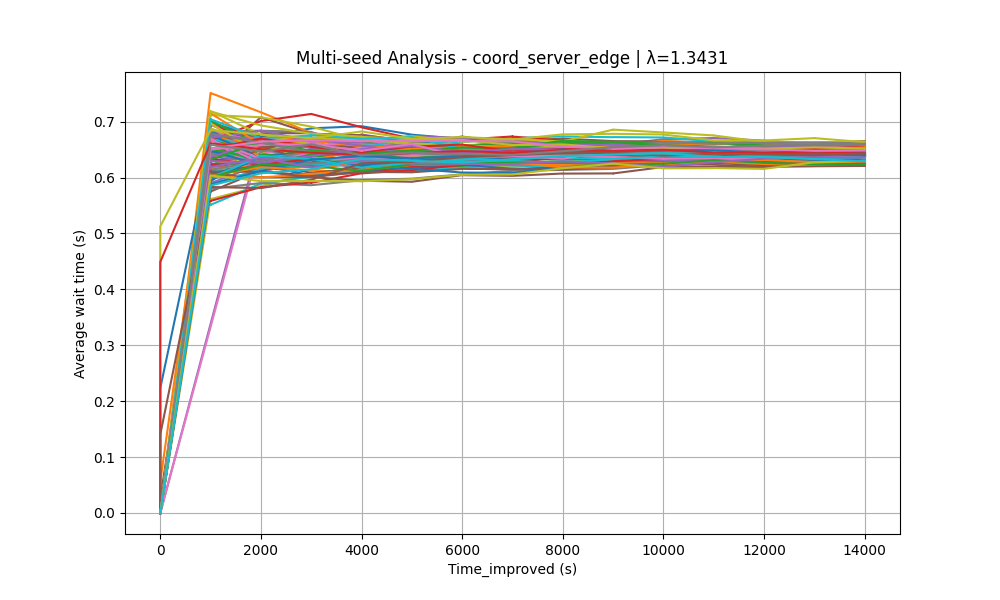 Multi-seed Analysis - coord_server_edge | λ=1.3431
Average wait time (s)
0.7
0.6
0.5
0.4
0.3
0.2
0.1
0.0
0 2000 4000 6000 8000 10000 12000 14000
Time_improved (s)